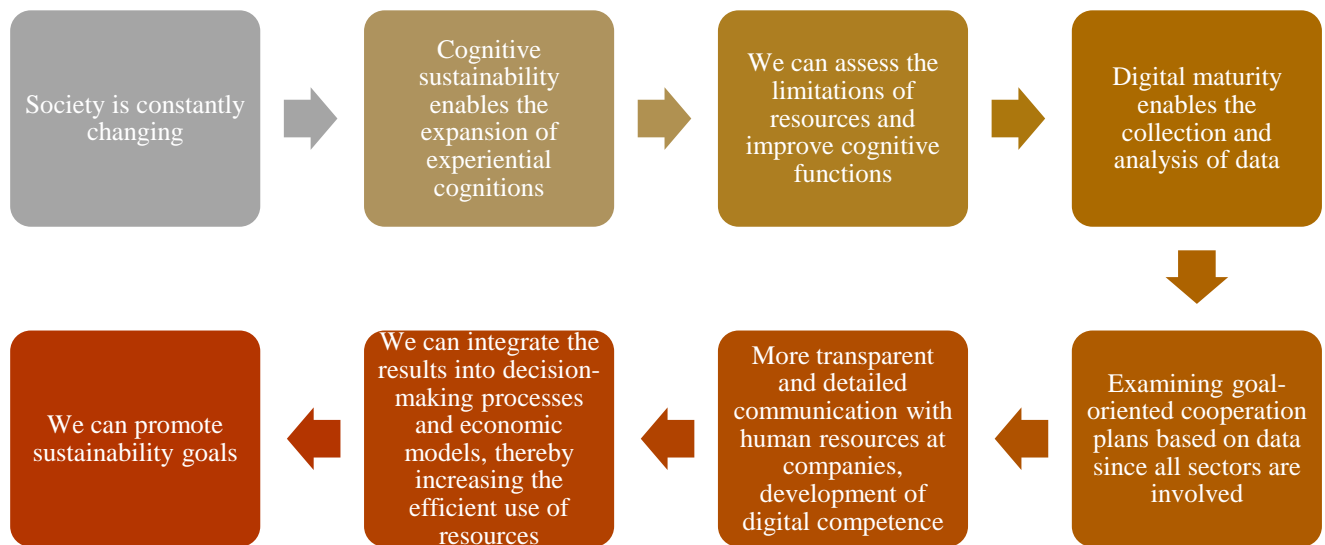 Society is constantly
changing
Cognitive
sustainability
enables the
expansion of
experiential
cognitions
We can assess the
limitations of
resources and
improve cognitive
functions
Digital maturity
enables the
collection and
analysis of data
Examining goal-
oriented cooperation
plans based on data
since all sectors are
involved
More transparent
and detailed
communication with
human resources at
companies,
development of
digital competence
We can integrate the
results into decision-
making processes
and economic
models, thereby
increasing the
efficient use of
resources
We can promote
sustainability goals